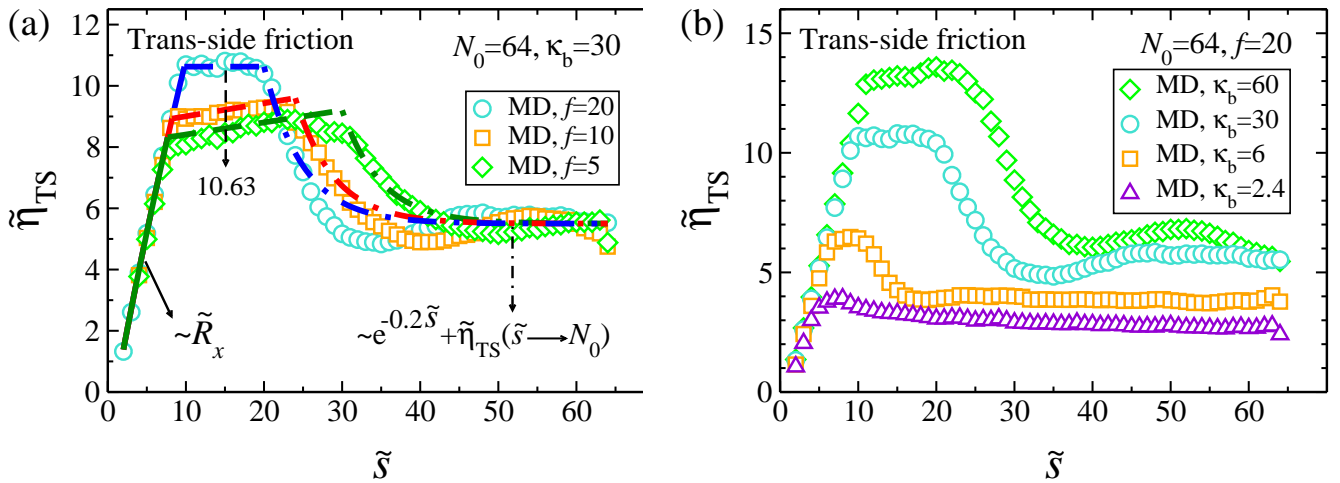 (a)
12
10
8
6
4
2
0
η̃TS
Trans-side friction
N0=64, κb=30
MD, f=20
MD, f=10
MD, f=5
10.63
~R̃x
~e-0.2s̃+η̃TS(s̃⟶N0)
0 10 20 30 40 50 60
s̃
(b)
15
10
5
0
η̃TS
Trans-side friction
N0=64, f=20
MD, κb=60
MD, κb=30
MD, κb=6
MD, κb=2.4
0 10 20 30 40 50 60
s̃